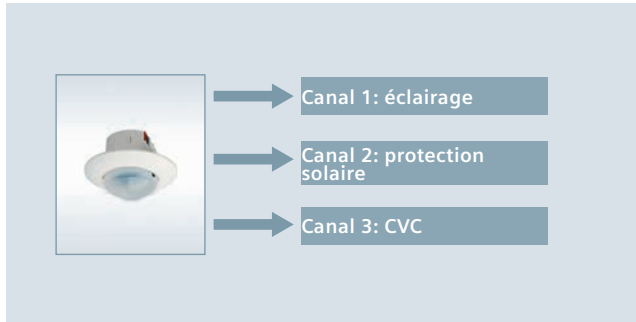 Canal 1: éclairage
Canal 2: protection
solaire
Canal 3: CVC